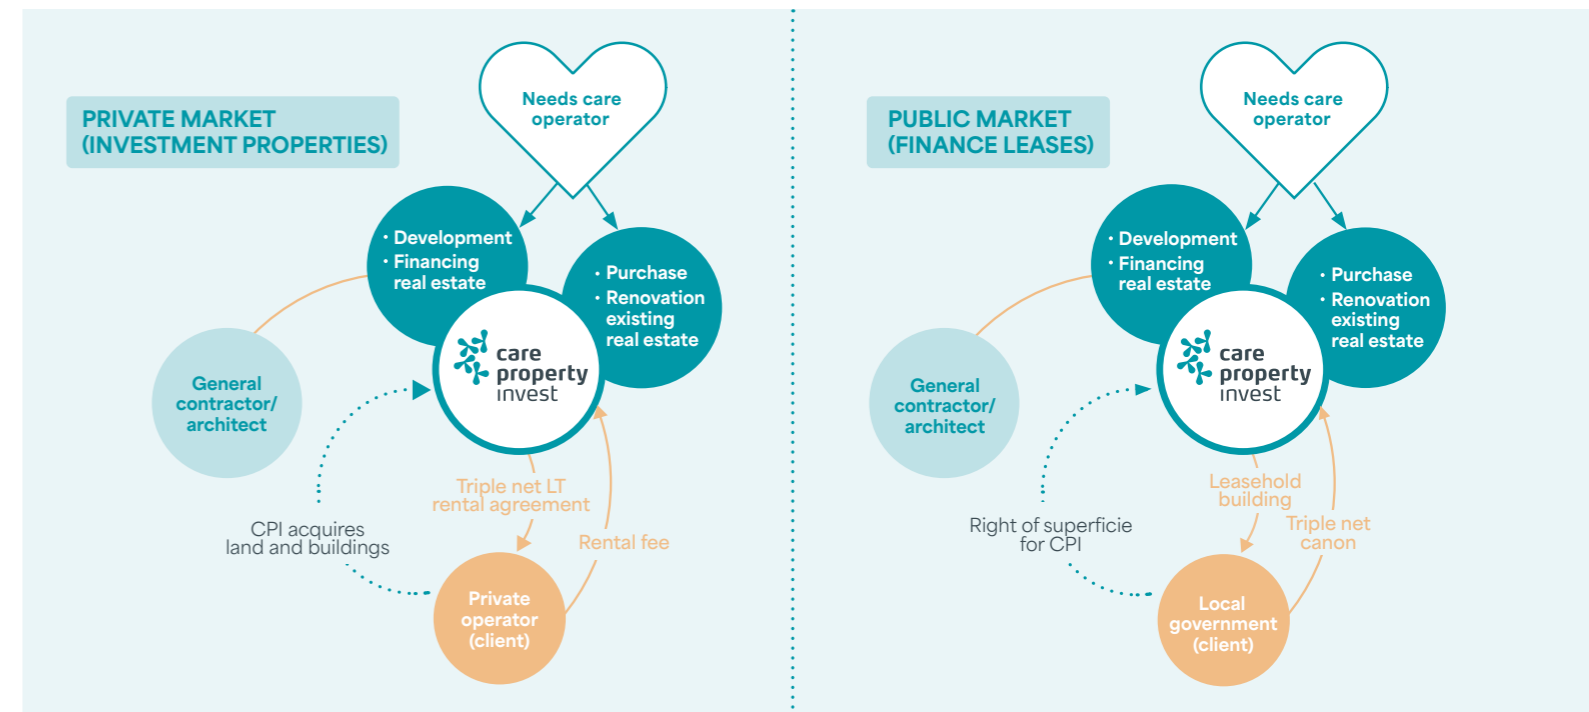 PRIVATE MARKET
(INVESTMENT PROPERTIES)
Needs care
operator
· Development
· Financing
real estate
· Purchase
· Renovation
existing
real estate
General
contractor/
architect
care
property
invest
Triple net LT
rental agreement
CPI acquires
land and buildings
Rental fee
Private
operator
(client)
PUBLIC MARKET
(FINANCE LEASES)
Needs care
operator
· Development
· Financing
real estate
· Purchase
· Renovation
existing
real estate
General
contractor/
architect
care
property
invest
Leasehold
building
Right of superficie
for CPI
Triple net
canon
Local
government
(client)